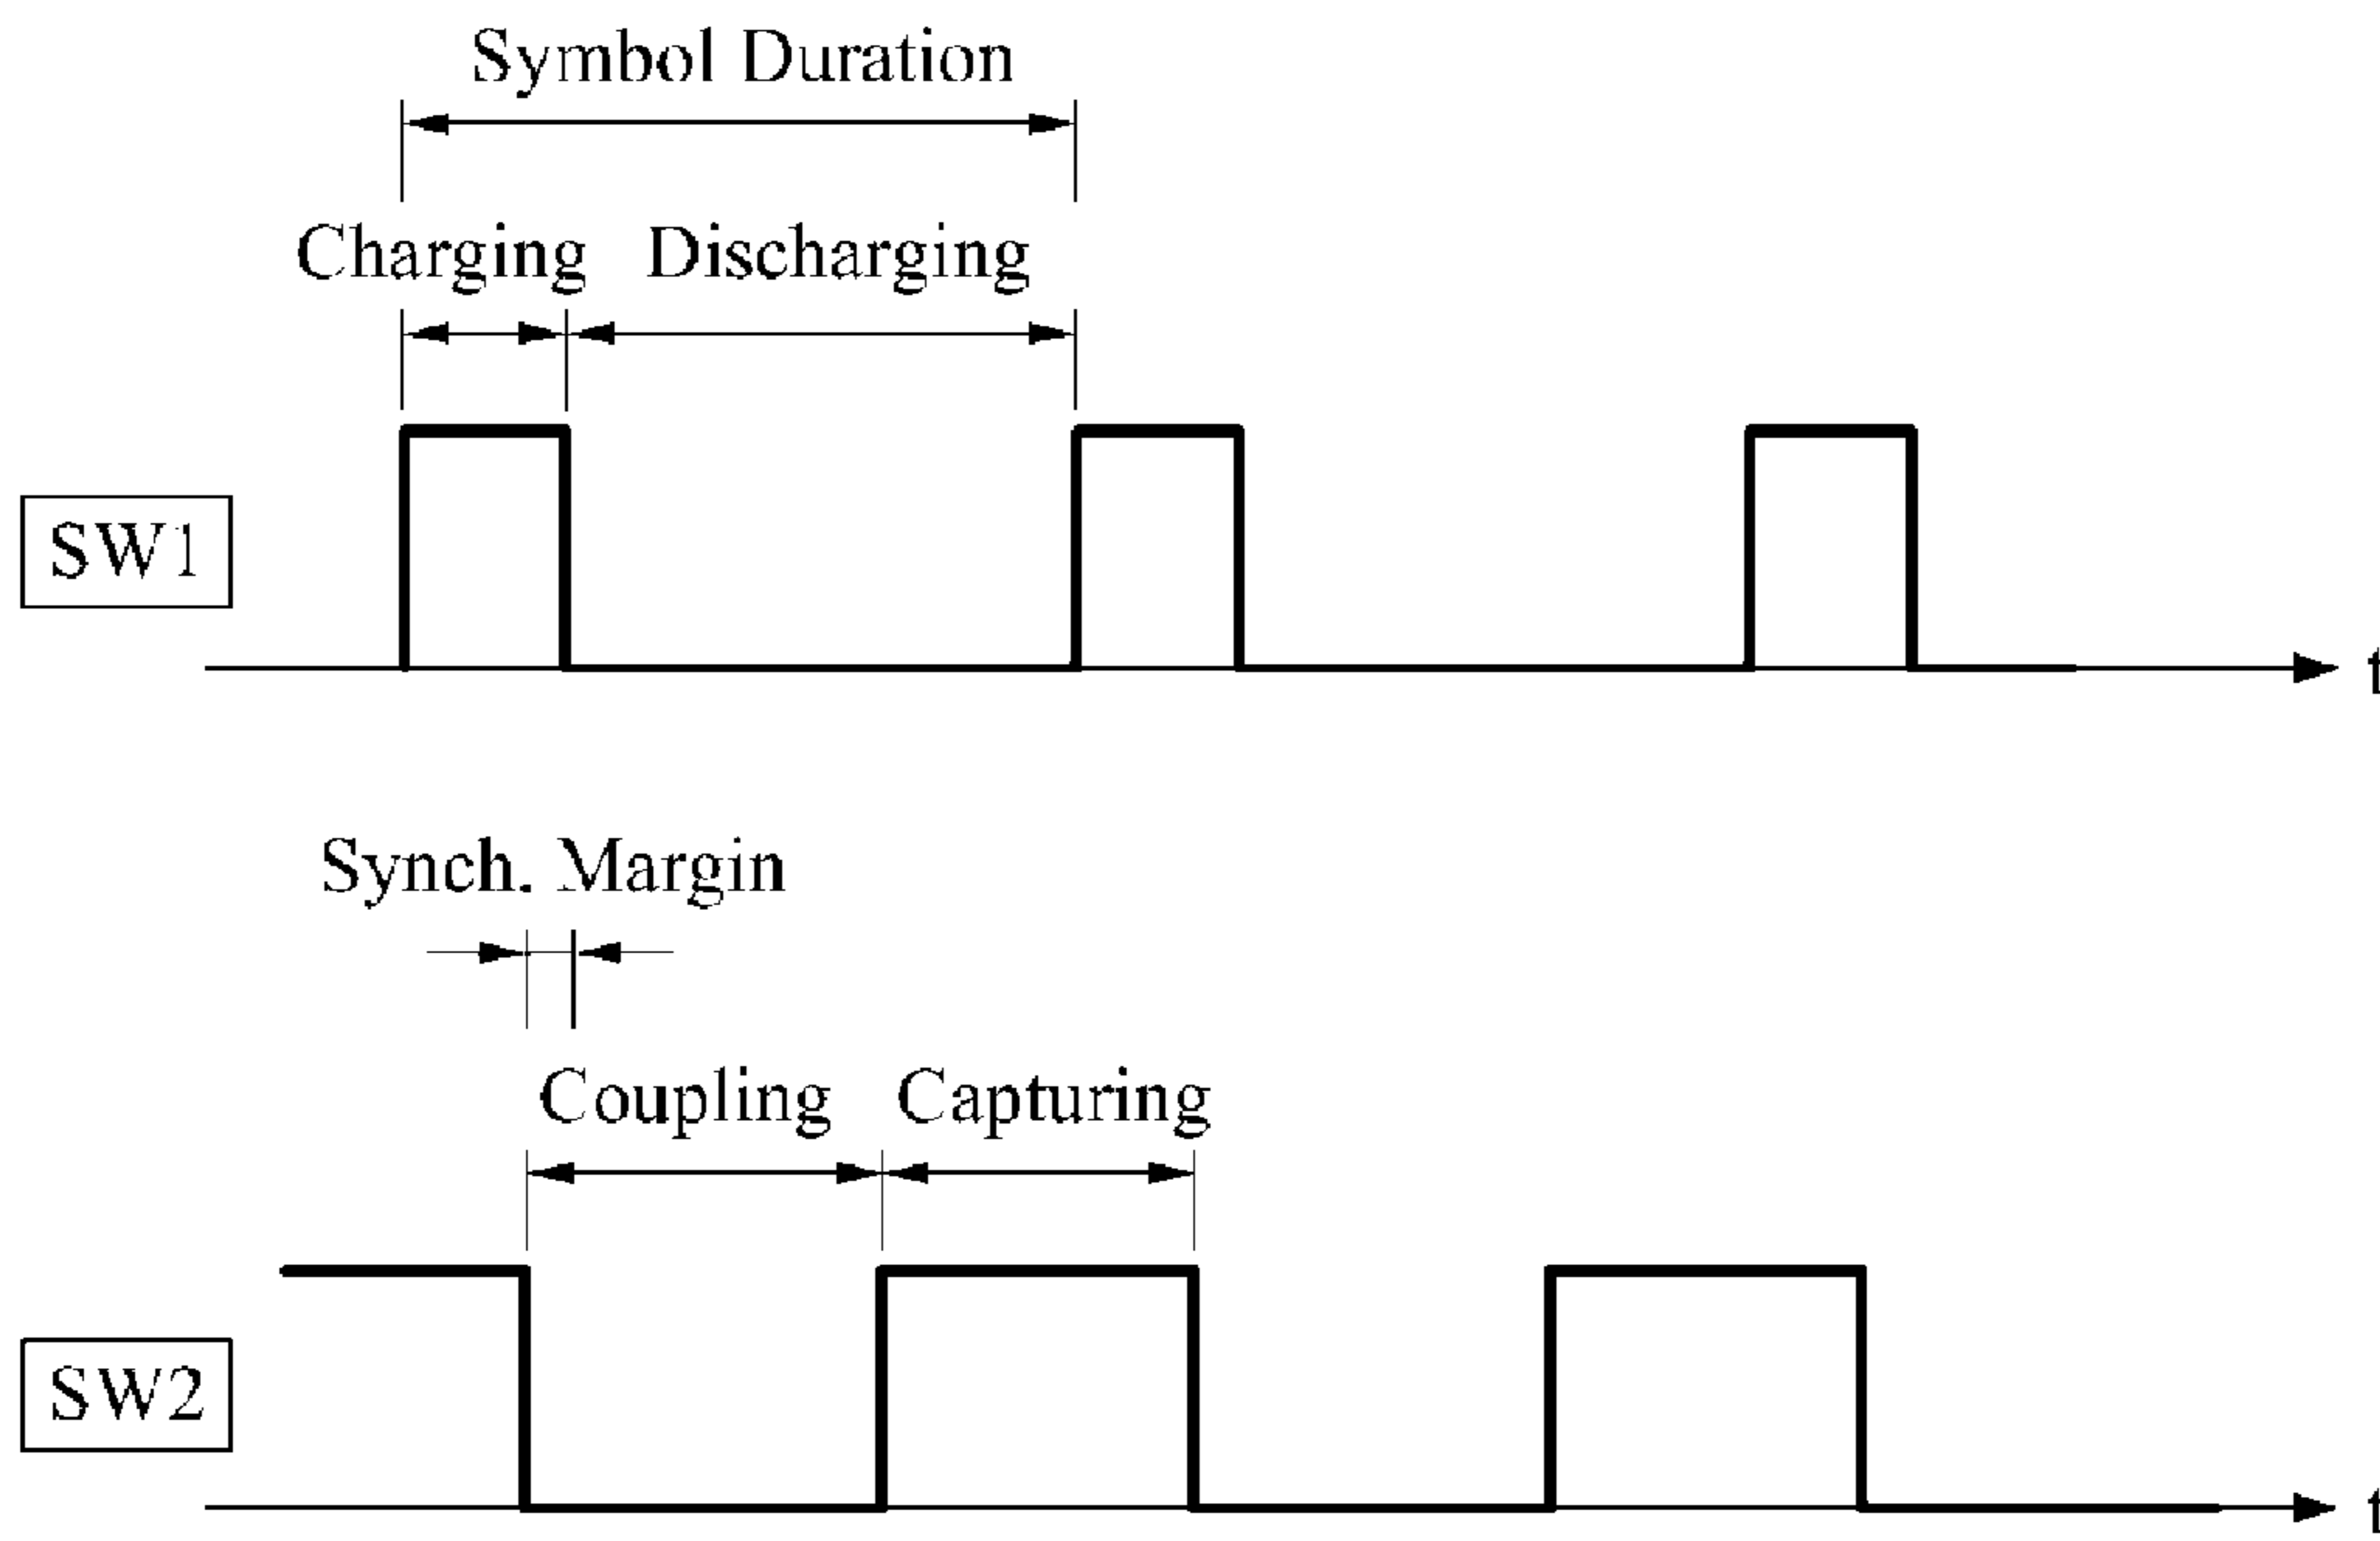 Symbol Duration
Charging Discharging
SW1
t
Synch. Margin
Coupling Capturing
SW2
t